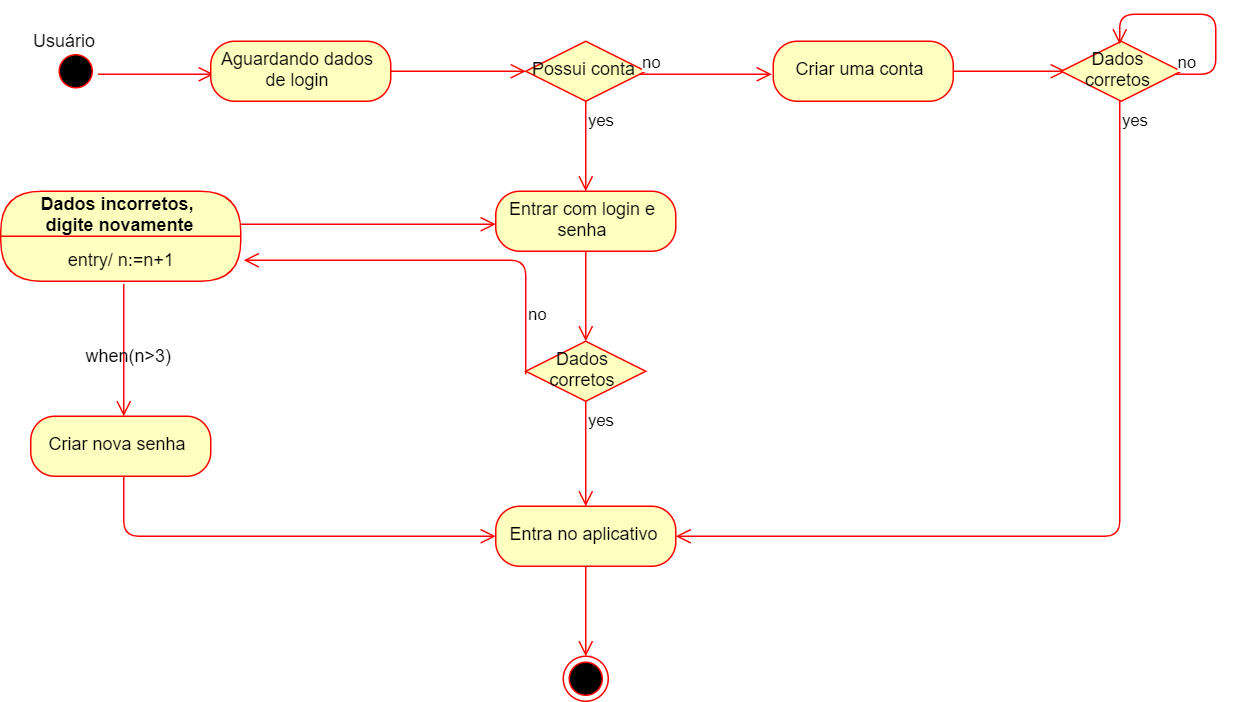 Usuário
Aguardando dados
de login
Possui conta
no
Criar uma conta
Dados
corretos
no
yes
yes
Dados incorretos,
digite novamente
entry/ n:=n+1
Entrar com login e
senha
no
when(n>3)
Dados
corretos
yes
Criar nova senha
Entra no aplicativo